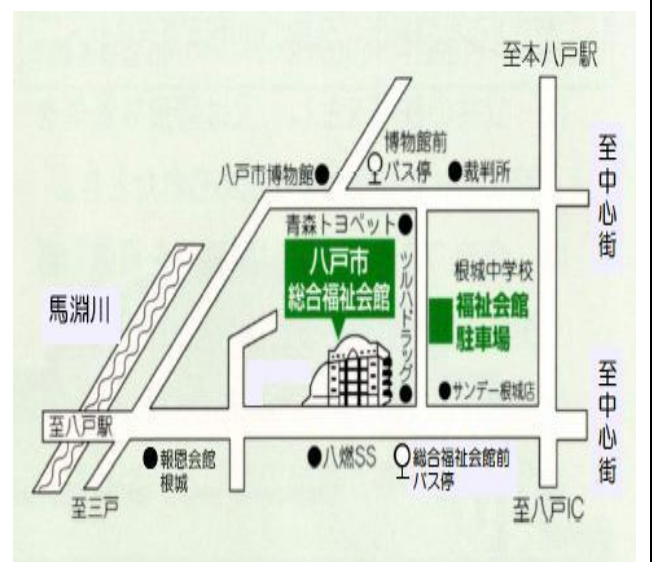 至本八戸駅
博物館前
バス停
八戸市博物館
裁判所
至中心街
青森トヨペット
八戸市
総合福祉会館
ツルハドラッグ
根城中学校
福祉会館
駐車場
馬淵川
サンデー根城店
至中心街
至八戸駅
報恩会館
根城
八燃SS
総合福祉会館前
バス停
至三戸
至八戸IC